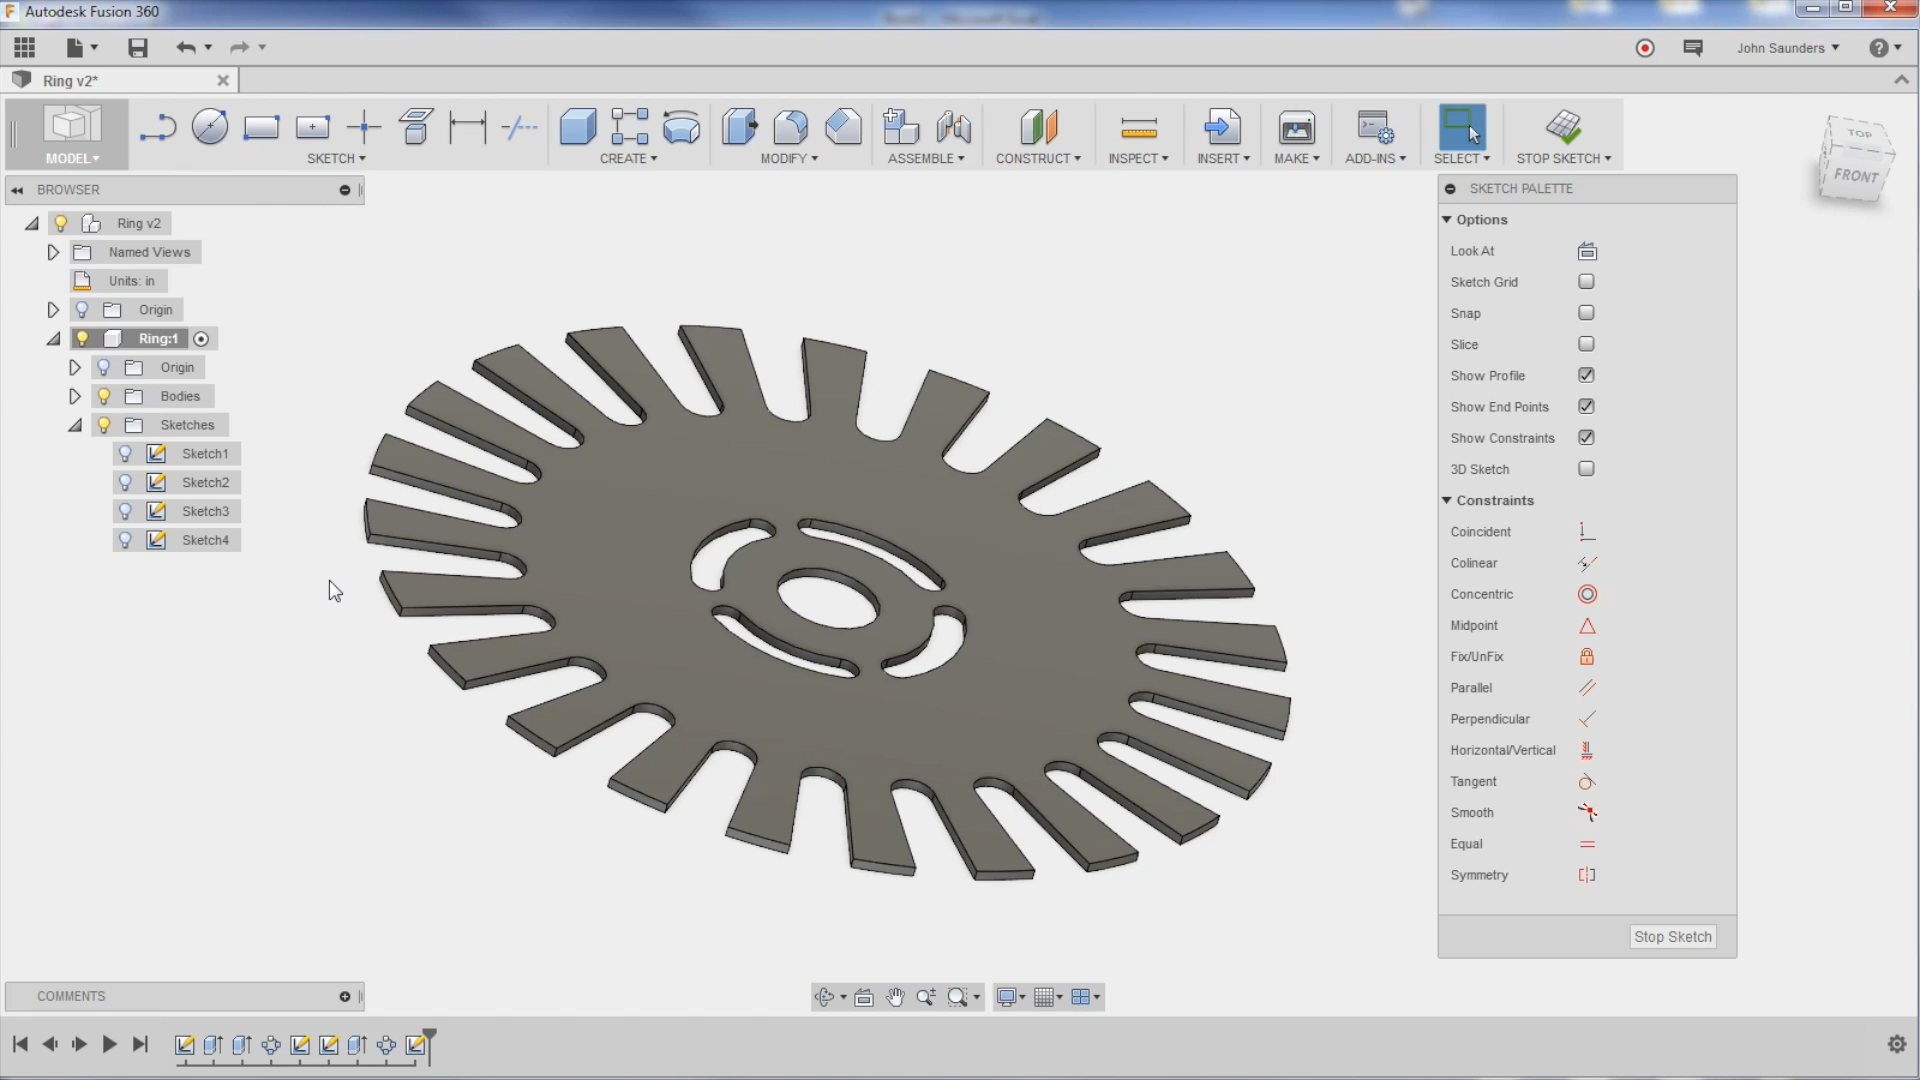 Autodesk Fusion 360
John Saunders
Ring v2*
MODEL
SKETCH
CREATE
MODIFY
ASSEMBLE
CONSTRUCT
INSPECT
INSERT
MAKE
ADD-INS
SELECT
STOP SKETCH
TOP
FRONT
BROWSER
Ring v2
Named Views
Units: in
Origin
Ring:1
Origin
Bodies
Sketches
Sketch1
Sketch2
Sketch3
Sketch4
SKETCH PALETTE
Options
Look At
Sketch Grid
Snap
Slice
Show Profile
Show End Points
Show Constraints
3D Sketch
Constraints
Coincident
Colinear
Concentric
Midpoint
Fix/UnFix
Parallel
Perpendicular
Horizontal/Vertical
Tangent
Smooth
Equal
Symmetry
Stop Sketch
COMMENTS